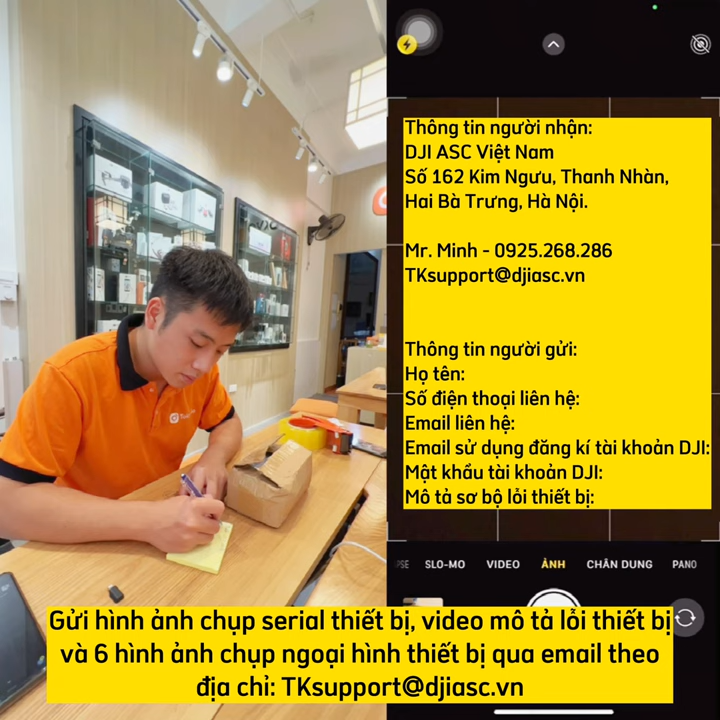 Thông tin người nhận:
DJI ASC Việt Nam
Số 162 Kim Ngưu, Thanh Nhàn,
Hai Bà Trưng, Hà Nội.
Mr. Minh - 0925.268.286
TKsupport@djiasc.vn
Thông tin người gửi:
Họ tên:
Số điện thoại liên hệ:
Email liên hệ:
Email sử dụng đăng kí tài khoản DJI:
Mật khẩu tài khoản DJI:
Mô tả sơ bộ lỗi thiết bị:
SLO-MO VIDEO ẢNH CHÂN DUNG PANO
Gửi hình ảnh chụp serial thiết bị, video mô tả lỗi thiết bị
và 6 hình ảnh chụp ngoại hình thiết bị qua email theo
địa chỉ: TKsupport@djiasc.vn